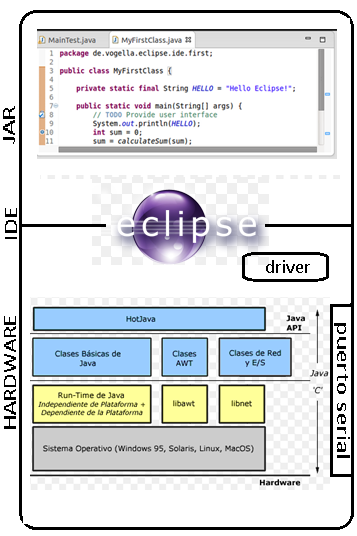 MainTest.java
MyFirstClass.java
1 package de.vogella.eclipse.ide.first;
2
3 public class MyFirstClass {
4
5 private static final String HELLO = "Hello Eclipse!";
6
7 public static void main(String[] args) {
8 // TODO Provide user interface
9 System.out.println(HELLO);
10 int sum = 0;
11 sum = calculateSum(sum);
JAR
IDE
eclipse
driver
HARDWARE
HotJava
Java
API
Clases Básicas de
Java
Clases
AWT
Clases de Red
y E/S
Java
"C"
Run-Time de Java
Independiente de Plataforma +
Dependiente de la Plataforma
libawt
libnet
Sistema Operativo (Windows 95, Solaris, Linux, MacOS)
Hardware
puerto serial